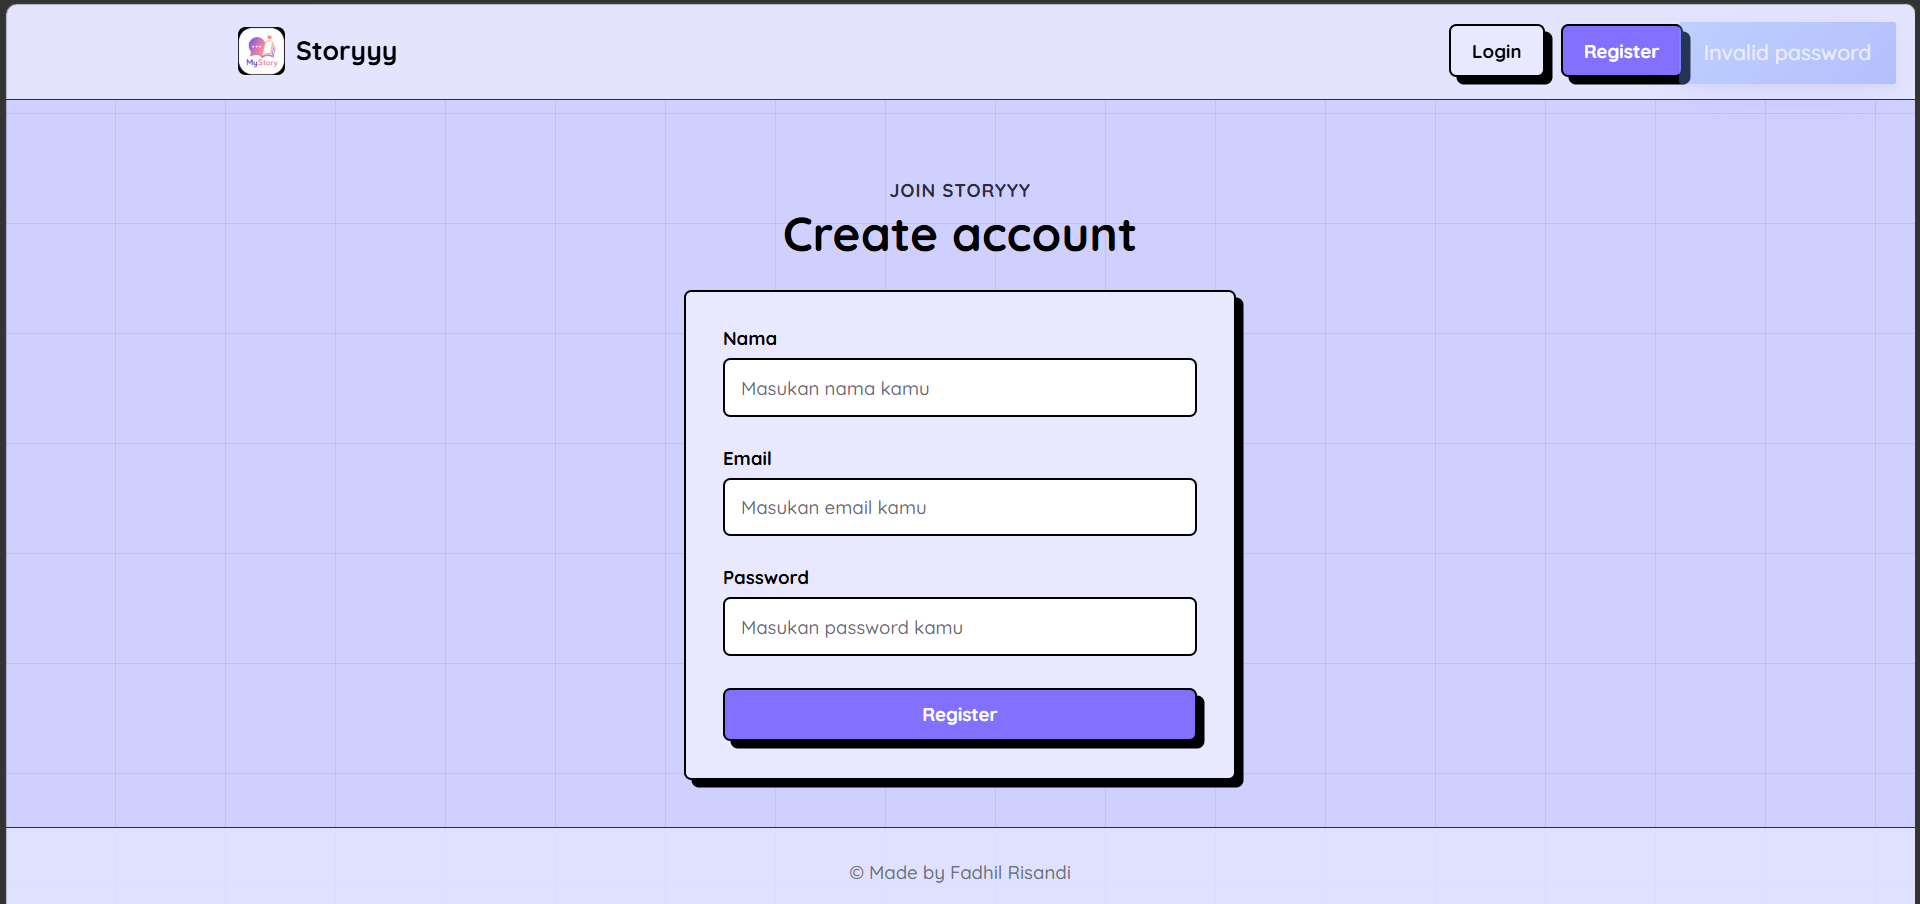 MyStory
Storyyy
Login
Register
Invalid password
JOIN STORYYY
Create account
Nama
Masukan nama kamu
Email
Masukan email kamu
Password
Masukan password kamu
Register
© Made by Fadhil Risandi